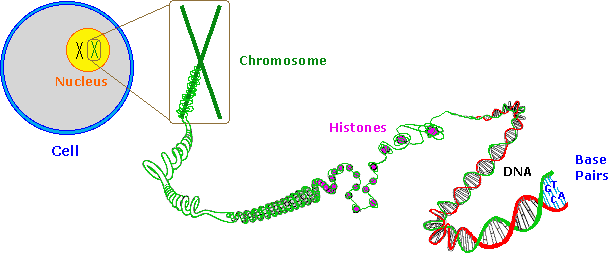 Nucleus
Cell
Chromosome
Histones
DNA
Base
Pairs
G T
C A